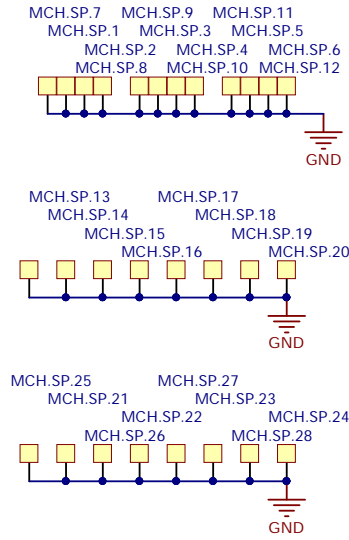 MCH.SP.7 MCH.SP.9 MCH.SP.11
MCH.SP.1 MCH.SP.3 MCH.SP.5
MCH.SP.2 MCH.SP.4 MCH.SP.6
MCH.SP.8 MCH.SP.10 MCH.SP.12
GND
MCH.SP.13 MCH.SP.17
MCH.SP.14 MCH.SP.18
MCH.SP.15 MCH.SP.19
MCH.SP.16 MCH.SP.20
GND
MCH.SP.25 MCH.SP.27
MCH.SP.21 MCH.SP.23
MCH.SP.22 MCH.SP.24
MCH.SP.26 MCH.SP.28
GND